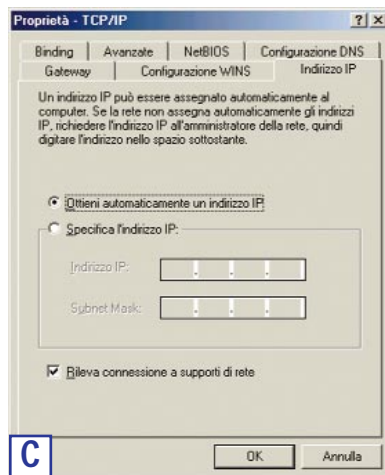 Proprietà - TCP/IP
Binding Avanzate NetBIOS Configurazione DNS
Gateway Configurazione WINS Indirizzo IP
Un indirizzo IP può essere assegnato automaticamente al
computer. Se la rete non assegna automaticamente gli indirizzi
IP, richiedere l'indirizzo IP all'amministratore della rete, quindi
digitare l'indirizzo nello spazio sottostante.
Ottieni automaticamente un indirizzo IP
Specifica l'indirizzo IP:
Indirizzo IP:
Subnet Mask:
Rileva connessione a supporti di rete
C
OK Annulla